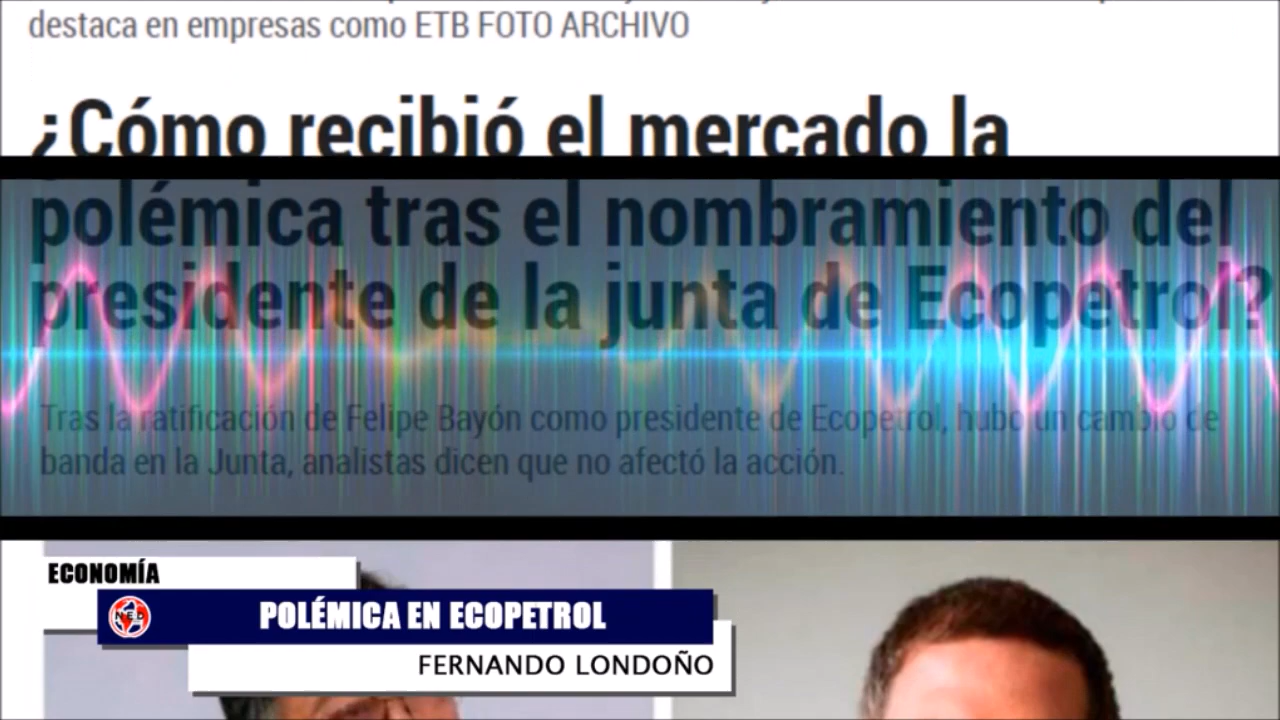 destaca en empresas como ETB FOTO ARCHIVO
¿Cómo recibió el mercado la
polémica tras el nombramiento del
presidente de la junta de Ecopetrol?
Tras la ratificación de Felipe Bayón como presidente de Ecopetrol, hubo un cambio de
banda en la Junta, analistas dicen que no afectó la acción.
ECONOMÍA
NED
POLÉMICA EN ECOPETROL
FERNANDO LONDOÑO